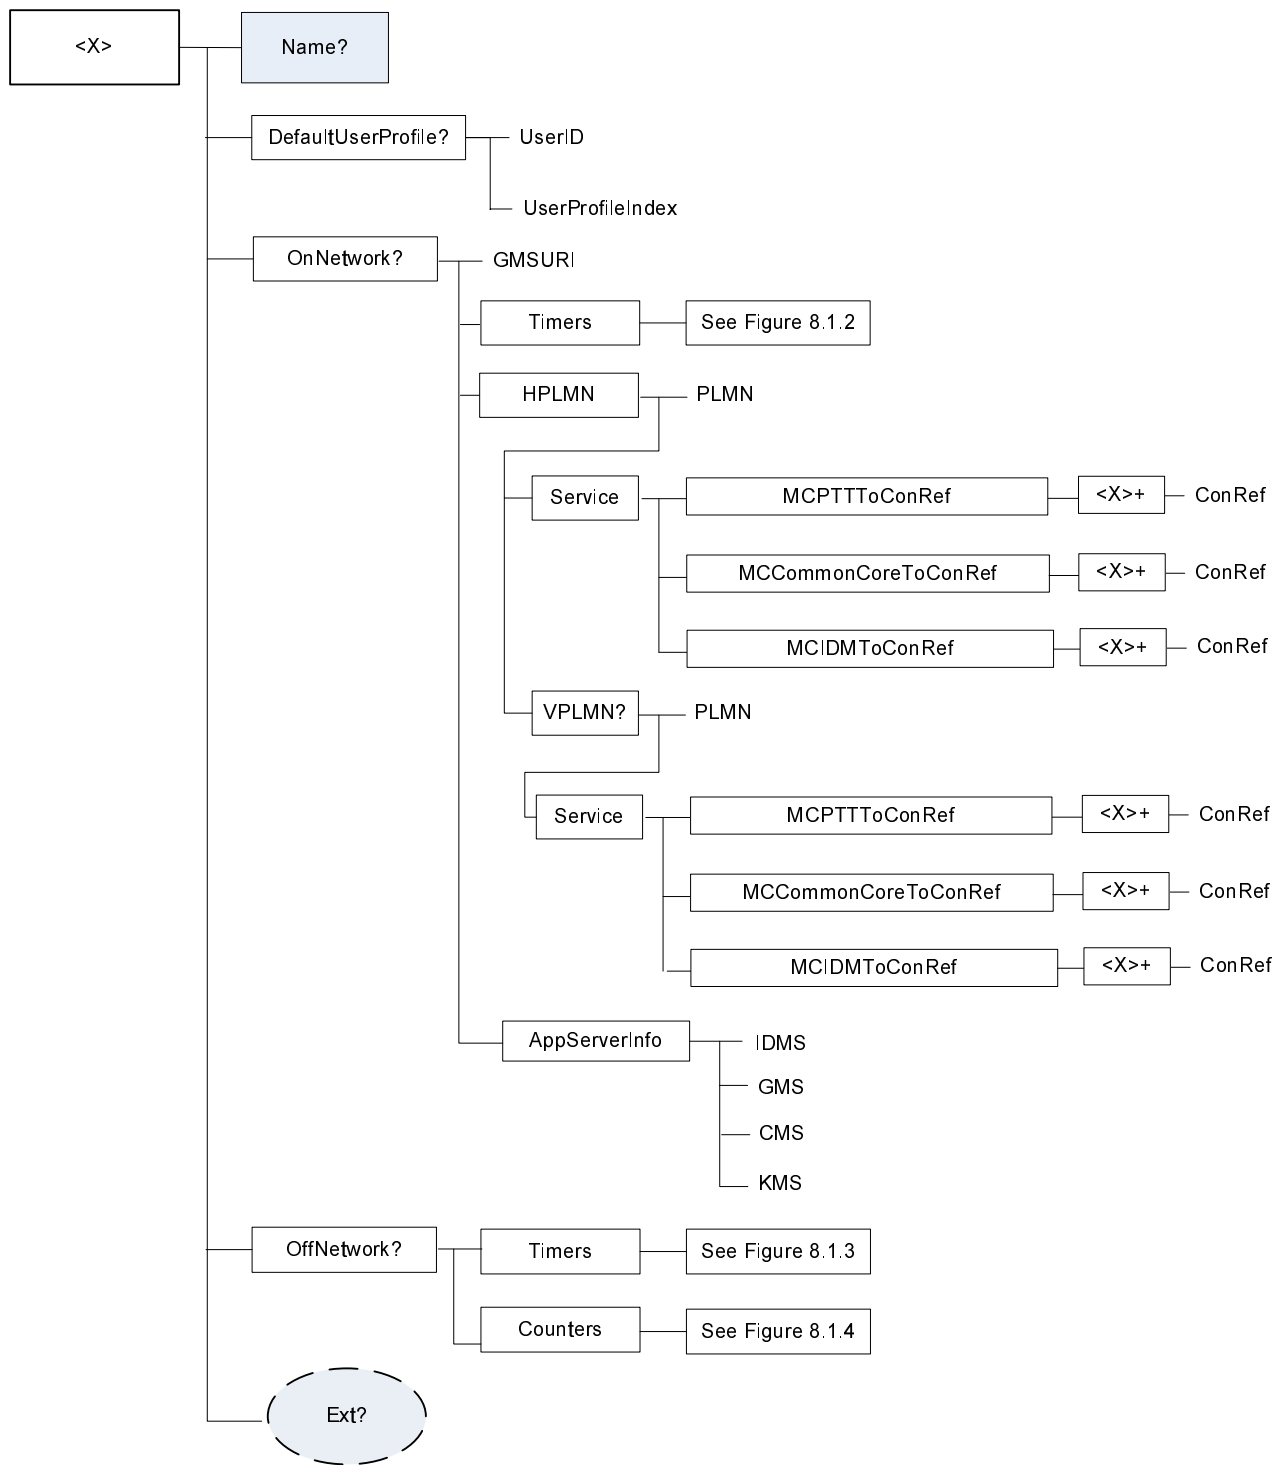 <X>
Name?
DefaultUserProfile?
UserID
UserProfileIndex
OnNetwork?
GMSURI
Timers
See Figure 8.1.2
HPLMN
PLMN
Service
MCPTTToConRef
<X>+
ConRef
MCCommonCoreToConRef
<X>+
ConRef
MCIDMToConRef
<X>+
ConRef
VPLMN?
PLMN
Service
MCPTTToConRef
<X>+
ConRef
MCCommonCoreToConRef
<X>+
ConRef
MCIDMToConRef
<X>+
ConRef
AppServerInfo
IDMS
GMS
CMS
KMS
OffNetwork?
Timers
See Figure 8.1.3
Counters
See Figure 8.1.4
Ext?